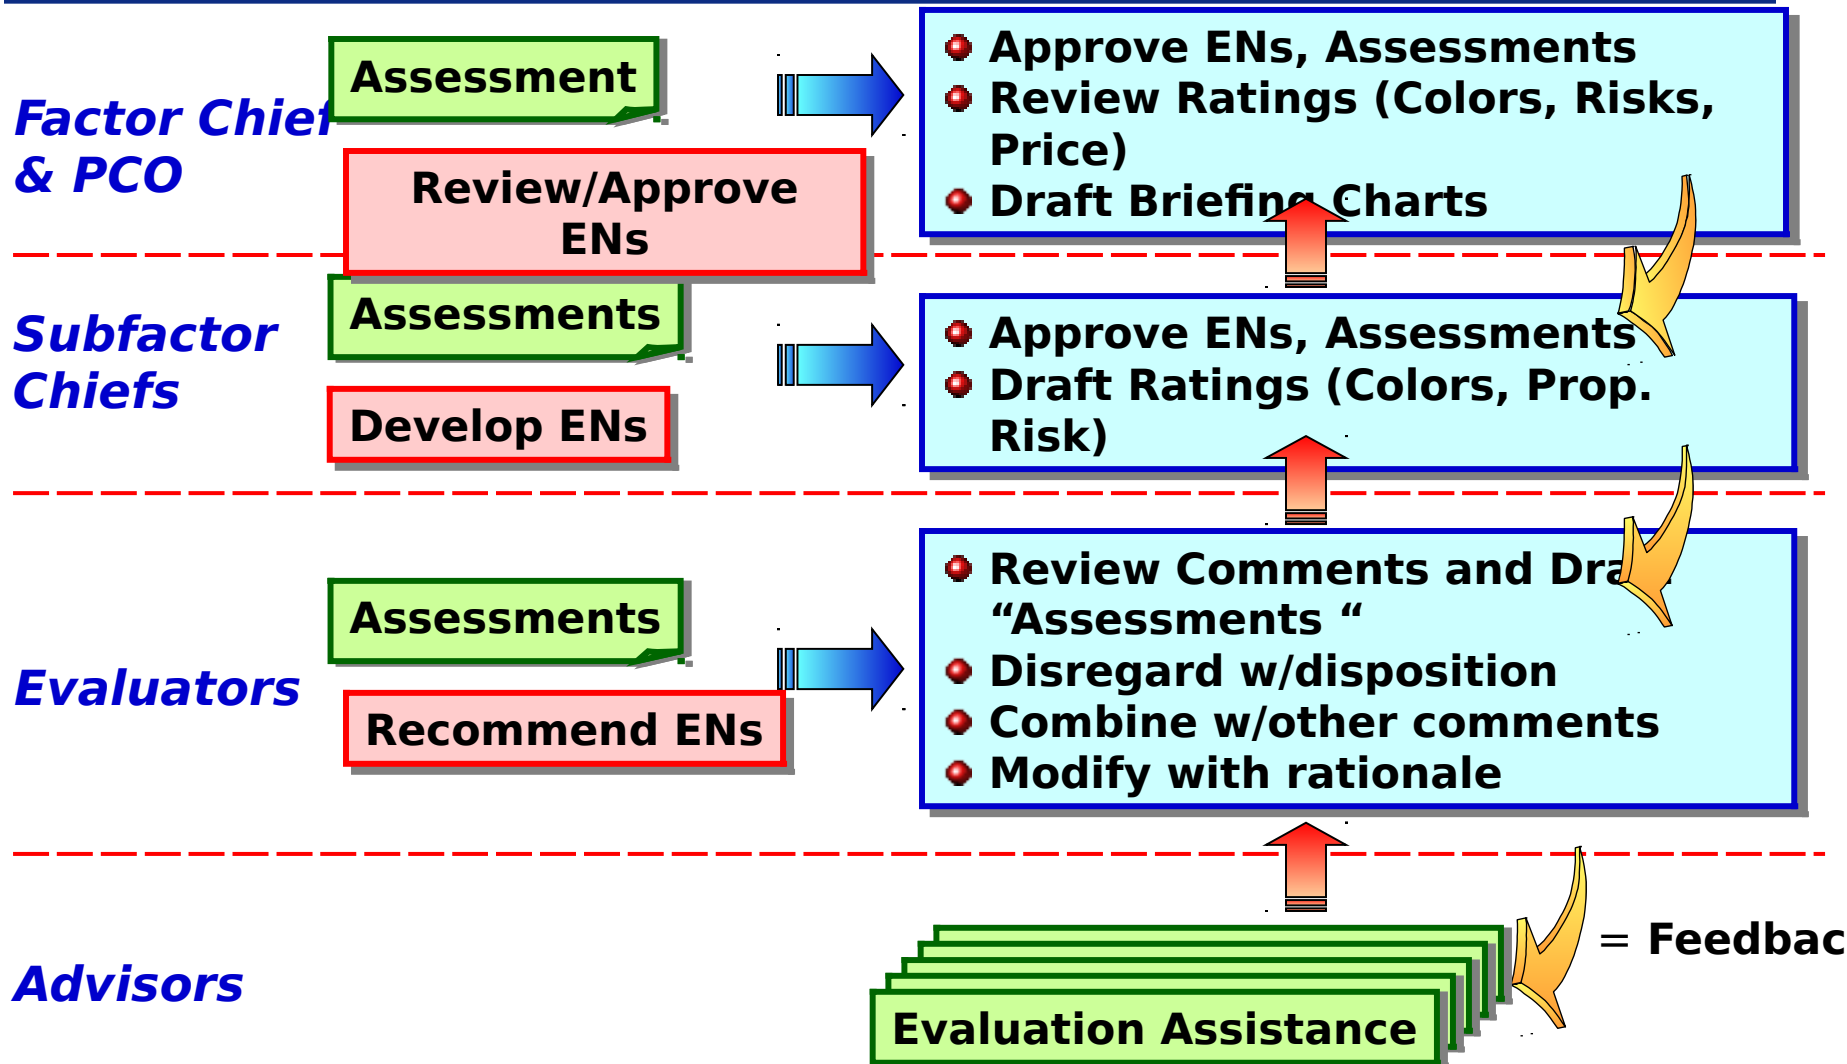 Factor Chief
& PCO
Assessment
Review/Approve
ENs
Approve ENs, Assessments
Review Ratings (Colors, Risks,
Price)
Draft Briefing Charts
Subfactor
Chiefs
Assessments
Develop ENs
Approve ENs, Assessments
Draft Ratings (Colors, Prop.
Risk)
Evaluators
Assessments
Recommend ENs
Review Comments and
“Assessments “
Disregard w/disposition
Combine w/other comments
Modify with rationale
Advisors
Evaluation Assistance
= Feedbac